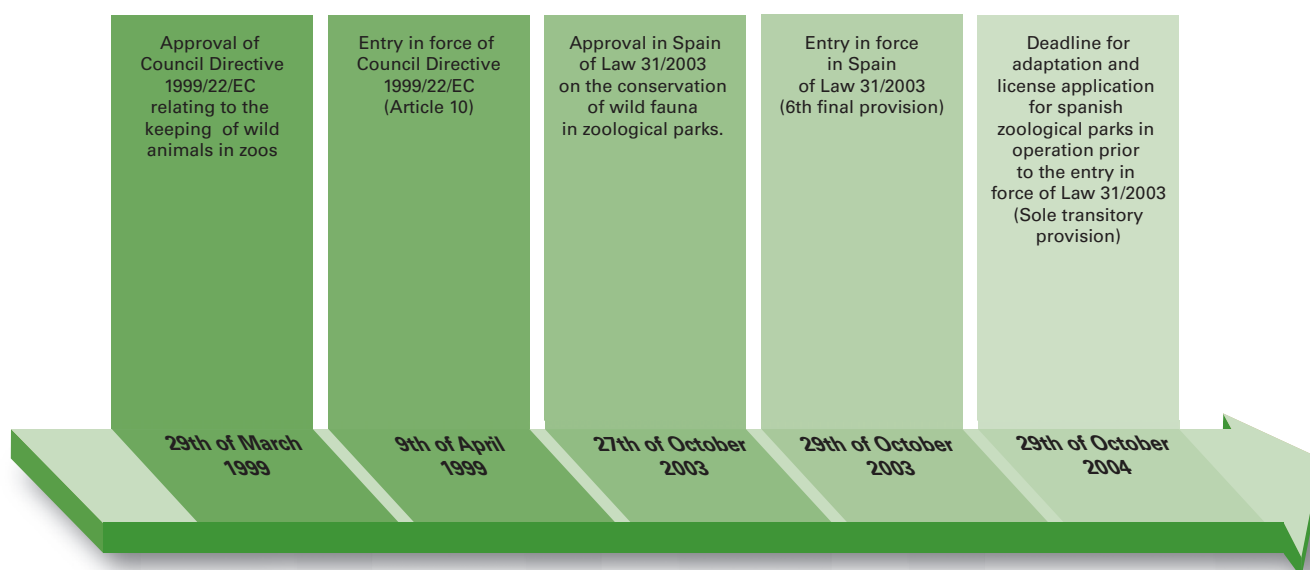 Approval of
Council Directive
1999/22/EC
relating to the
keeping of wild
animals in zoos
Entry in force of
Council Directive
1999/22/EC
(Article 10)
Approval in Spain
of Law 31/2003
on the conservation
of wild fauna
in zoological parks.
Entry in force
in Spain
of Law 31/2003
(6th final provision)
Deadline for
adaptation and
license application
for spanish
zoological parks in
operation prior
to the entry in
force of Law 31/2003
(Sole transitory
provision)
29th of March
1999
9th of April
1999
27th of October
2003
29th of October
2003
29th of October
2004